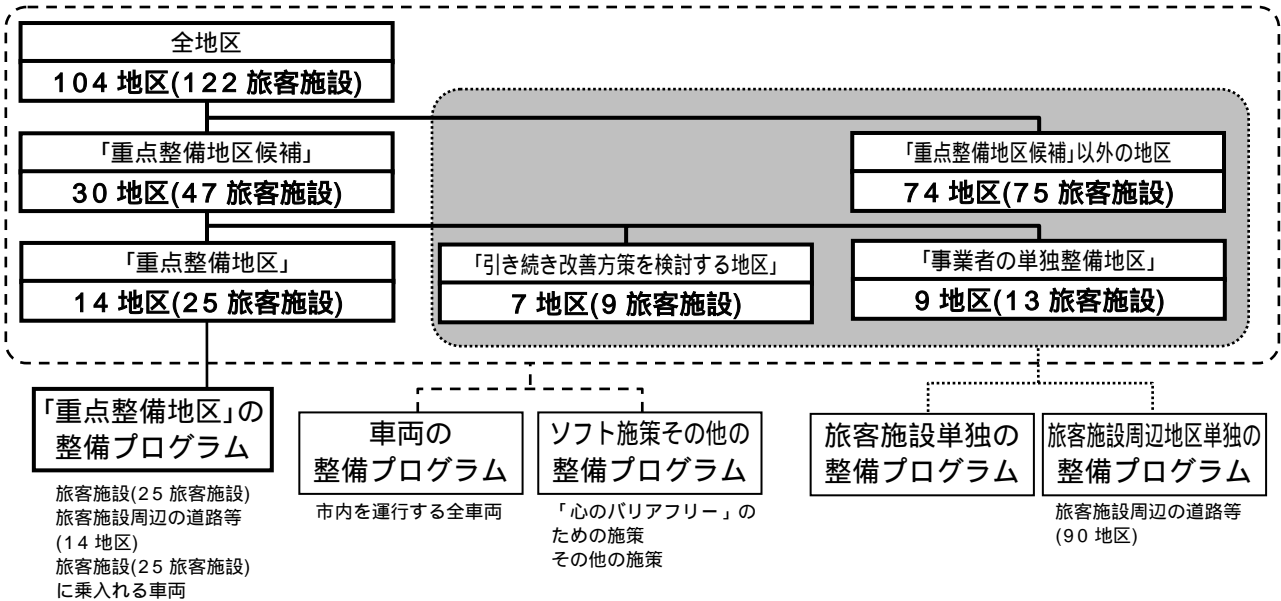 全地区
104 地区(122 旅客施設)
「重点整備地区候補」
30 地区(47 旅客施設)
「重点整備地区候補」以外の地区
74 地区(75 旅客施設)
「重点整備地区」
14 地区(25 旅客施設)
「引き続き改善方策を検討する地区」
7 地区(9 旅客施設)
「事業者の単独整備地区」
9 地区(13 旅客施設)
「重点整備地区」の
整備プログラム
旅客施設(25 旅客施設)
旅客施設周辺の道路等
(14 地区)
旅客施設(25 旅客施設)
に乗入れる車両
車両の
整備プログラム
市内を運行する全車両
ソフト施策その他の
整備プログラム
「心のバリアフリー」の
ための施策
その他の施策
旅客施設単独の
整備プログラム
旅客施設周辺地区単独の
整備プログラム
旅客施設周辺の道路等
(90 地区)